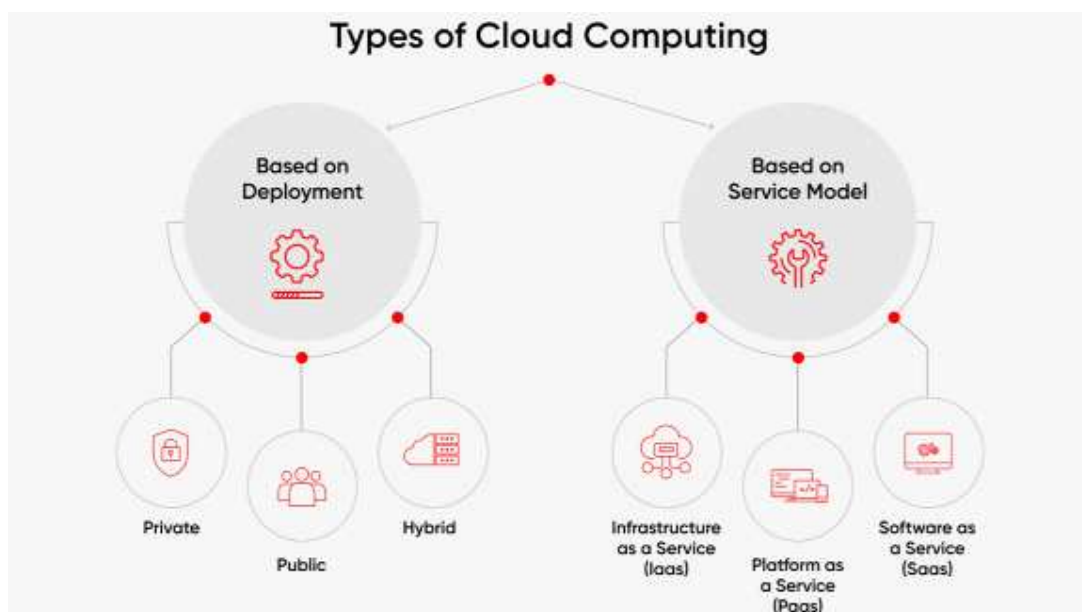 Types of Cloud Computing
Based on
Deployment
Based on
Service Model
Private
Public
Hybrid
Infrastructure
as a Service
(Iaas)
Platform as
a Service
(Paas)
Software as
a Service
(Saas)